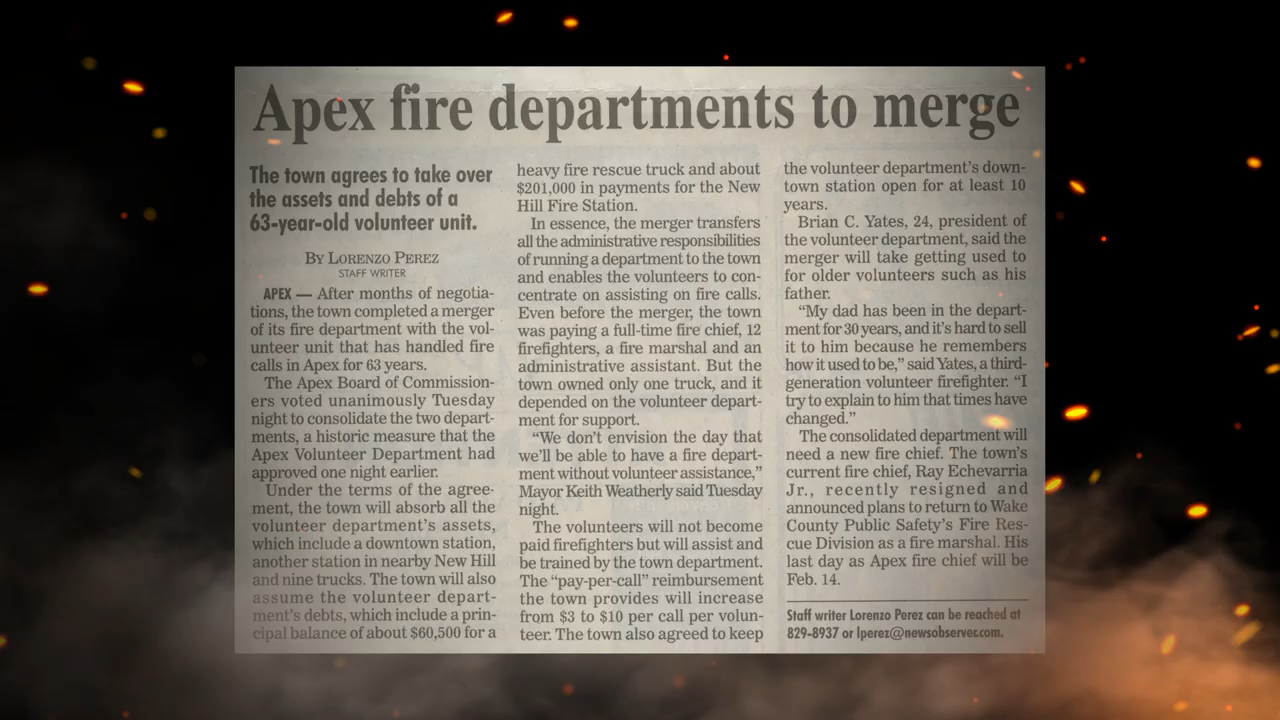 Apex fire departments to merge
The town agrees to take over
the assets and debts of a
63-year-old volunteer unit.
BY LORENZO PEREZ
STAFF WRITER
APEX — After months of negotia-
tions, the town completed a merger
of its fire department with the vol-
unteer unit that has handled fire
calls in Apex for 63 years.
The Apex Board of Commission-
ers voted unanimously Tuesday
night to consolidate the two depart-
ments, a historic measure that the
Apex Volunteer Department had
approved one night earlier.
Under the terms of the agree-
ment, the town will absorb all the
volunteer department's assets,
which include a downtown station,
another station in nearby New Hill
and nine trucks. The town will also
assume the volunteer depart-
ment's debts, which include a prin-
cipal balance of about $60,500 for a
heavy fire rescue truck and about
$201,000 in payments for the New
Hill Fire Station.
In essence, the merger transfers
all the administrative responsibilities
of running a department to the town
and enables the volunteers to con-
centrate on assisting on fire calls.
Even before the merger, the town
was paying a full-time fire chief, 12
firefighters, a fire marshal and an
administrative assistant. But the
town owned only one truck, and it
depended on the volunteer depart-
ment for support.
"We don't envision the day that
we'll be able to have a fire depart-
ment without volunteer assistance,"
Mayor Keith Weatherly said Tuesday
night.
The volunteers will not become
paid firefighters but will assist and
be trained by the town department.
The "pay-per-call" reimbursement
the town provides will increase
from $3 to $10 per call per volun-
teer. The town also agreed to keep
the volunteer department's down-
town station open for at least 10
years.
Brian C. Yates, 24, president of
the volunteer department, said the
merger will take getting used to
for older volunteers such as his
father.
"My dad has been in the depart-
ment for 30 years, and it's hard to sell
it to him because he remembers
how it used to be," said Yates, a third-
generation volunteer firefighter. "I
try to explain to him that times have
changed."
The consolidated department will
need a new fire chief. The town's
current fire chief, Ray Echevarria
Jr., recently resigned and
announced plans to return to Wake
County Public Safety's Fire Res-
cue Division as a fire marshal. His
last day as Apex fire chief will be
Feb. 14.
Staff writer Lorenzo Perez can be reached at
829-8937 or lperez@newsobserver.com.